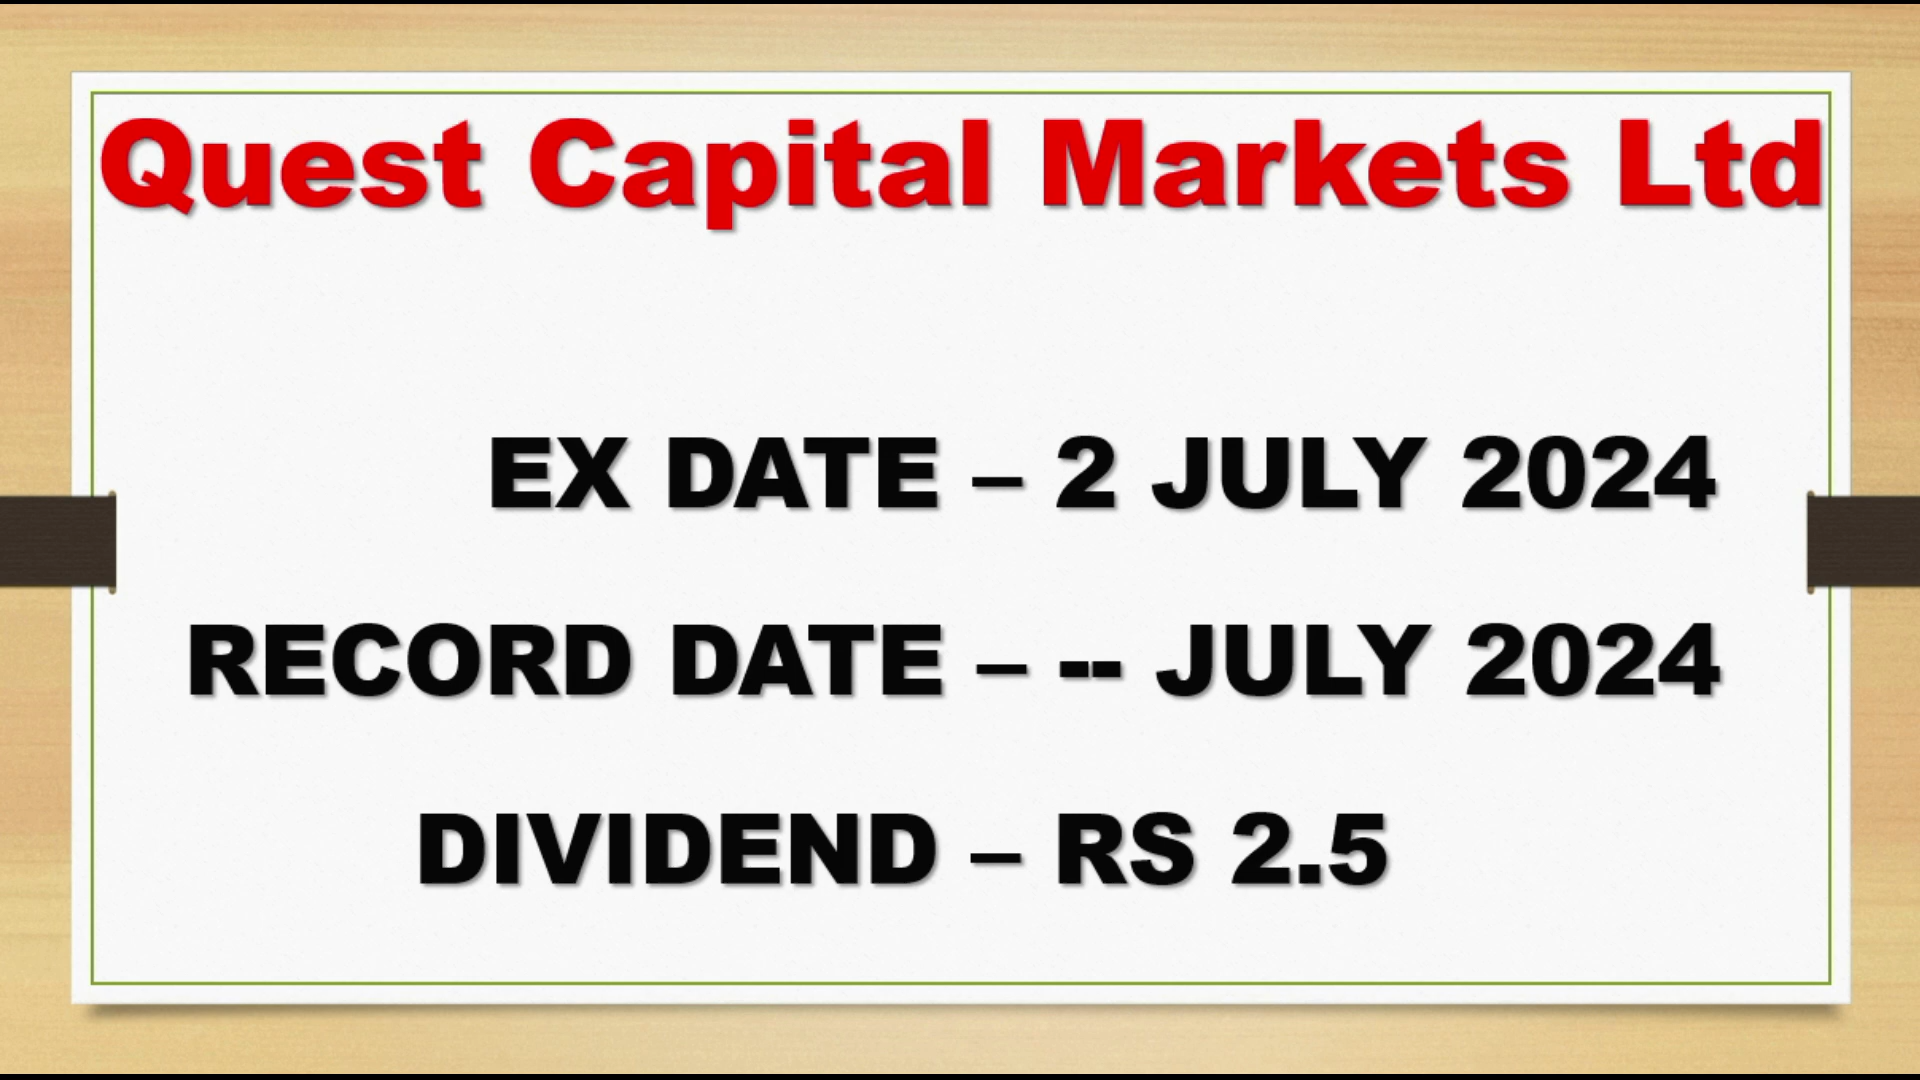 Quest Capital Markets Ltd
EX DATE – 2 JULY 2024
RECORD DATE – -- JULY 2024
DIVIDEND – RS 2.5